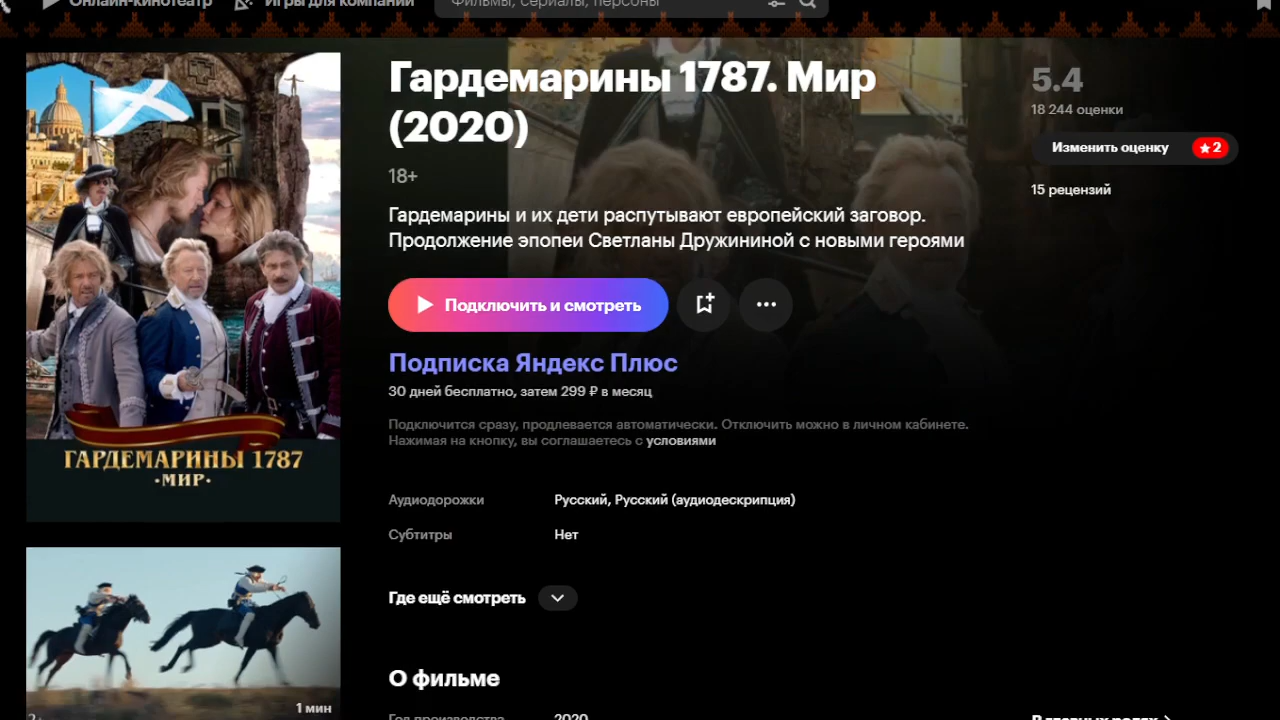 Онлайн-кинотеатр
Игры для компаний
Фильмы, сериалы, персоны
Гардемарины 1787. Мир
(2020)
18+
Гардемарины и их дети распутывают европейский заговор.
Продолжение эпопеи Светланы Дружининой с новыми героями
Подключить и смотреть
Подписка Яндекс Плюс
30 дней бесплатно, затем 299 ₽ в месяц
Подключится сразу, продлевается автоматически. Отключить можно в личном кабинете.
Нажимая на кнопку, вы соглашаетесь с условиями
Аудиодорожки Русский, Русский (аудиодескрипция)
Субтитры Нет
Где ещё смотреть
О фильме
Год производства 2020
5.4
18 244 оценки
Изменить оценку 2
15 рецензий
В главных ролях
ГАРДЕМАРИНЫ 1787
·МИР·
1 мин